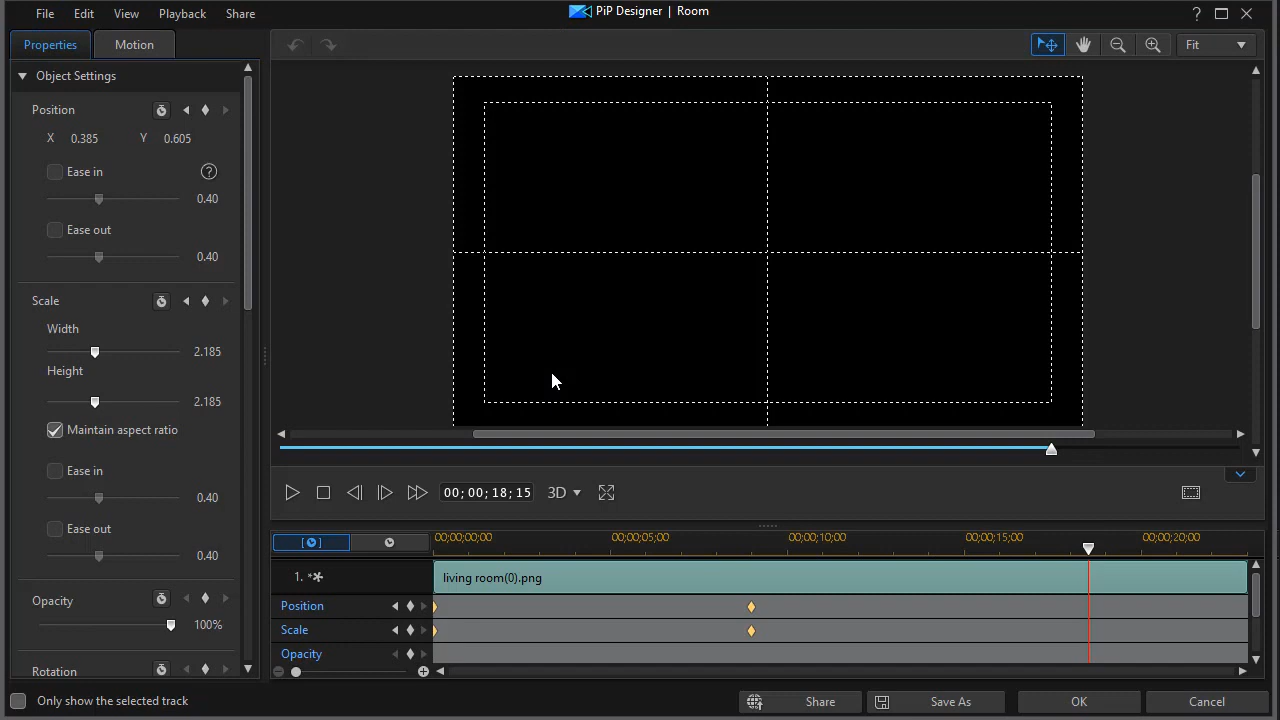 File Edit View Playback Share
PiP Designer | Room
Properties Motion
Fit
Object Settings
Position
X 0.385 Y 0.605
Ease in
0.40
Ease out
0.40
Scale
Width
2.185
Height
2.185
Maintain aspect ratio
Ease in
0.40
Ease out
0.40
Opacity
100%
Rotation
00; 00; 18; 15 3D
00;00;00;00 00;00;05;00 00;00;10;00 00;00;15;00 00;00;20;00
1. living room(0).png
Position
Scale
Opacity
Only show the selected track
Share Save As OK Cancel